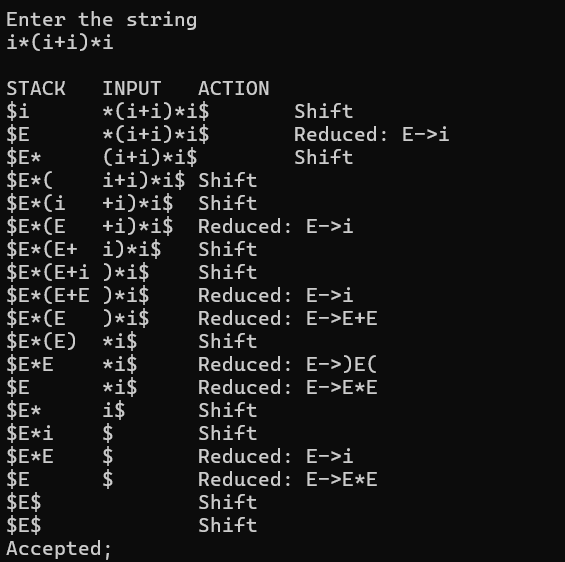 Enter the string
i*(i+i)*i
STACK INPUT ACTION
$i *(i+i)*i$ Shift
$E *(i+i)*i$ Reduced: E->i
$E* (i+i)*i$ Shift
$E*( i+i)*i$ Shift
$E*(i +i)*i$ Shift
$E*(E +i)*i$ Reduced: E->i
$E*(E+ i)*i$ Shift
$E*(E+i )*i$ Shift
$E*(E+E )*i$ Reduced: E->i
$E*(E )*i$ Reduced: E->E+E
$E*(E) *i$ Shift
$E*E *i$ Reduced: E->)E(
$E *i$ Reduced: E->E*E
$E* i$ Shift
$E*i $ Shift
$E*E $ Reduced: E->i
$E $ Reduced: E->E*E
$E$ Shift
$E$ Shift
Accepted;